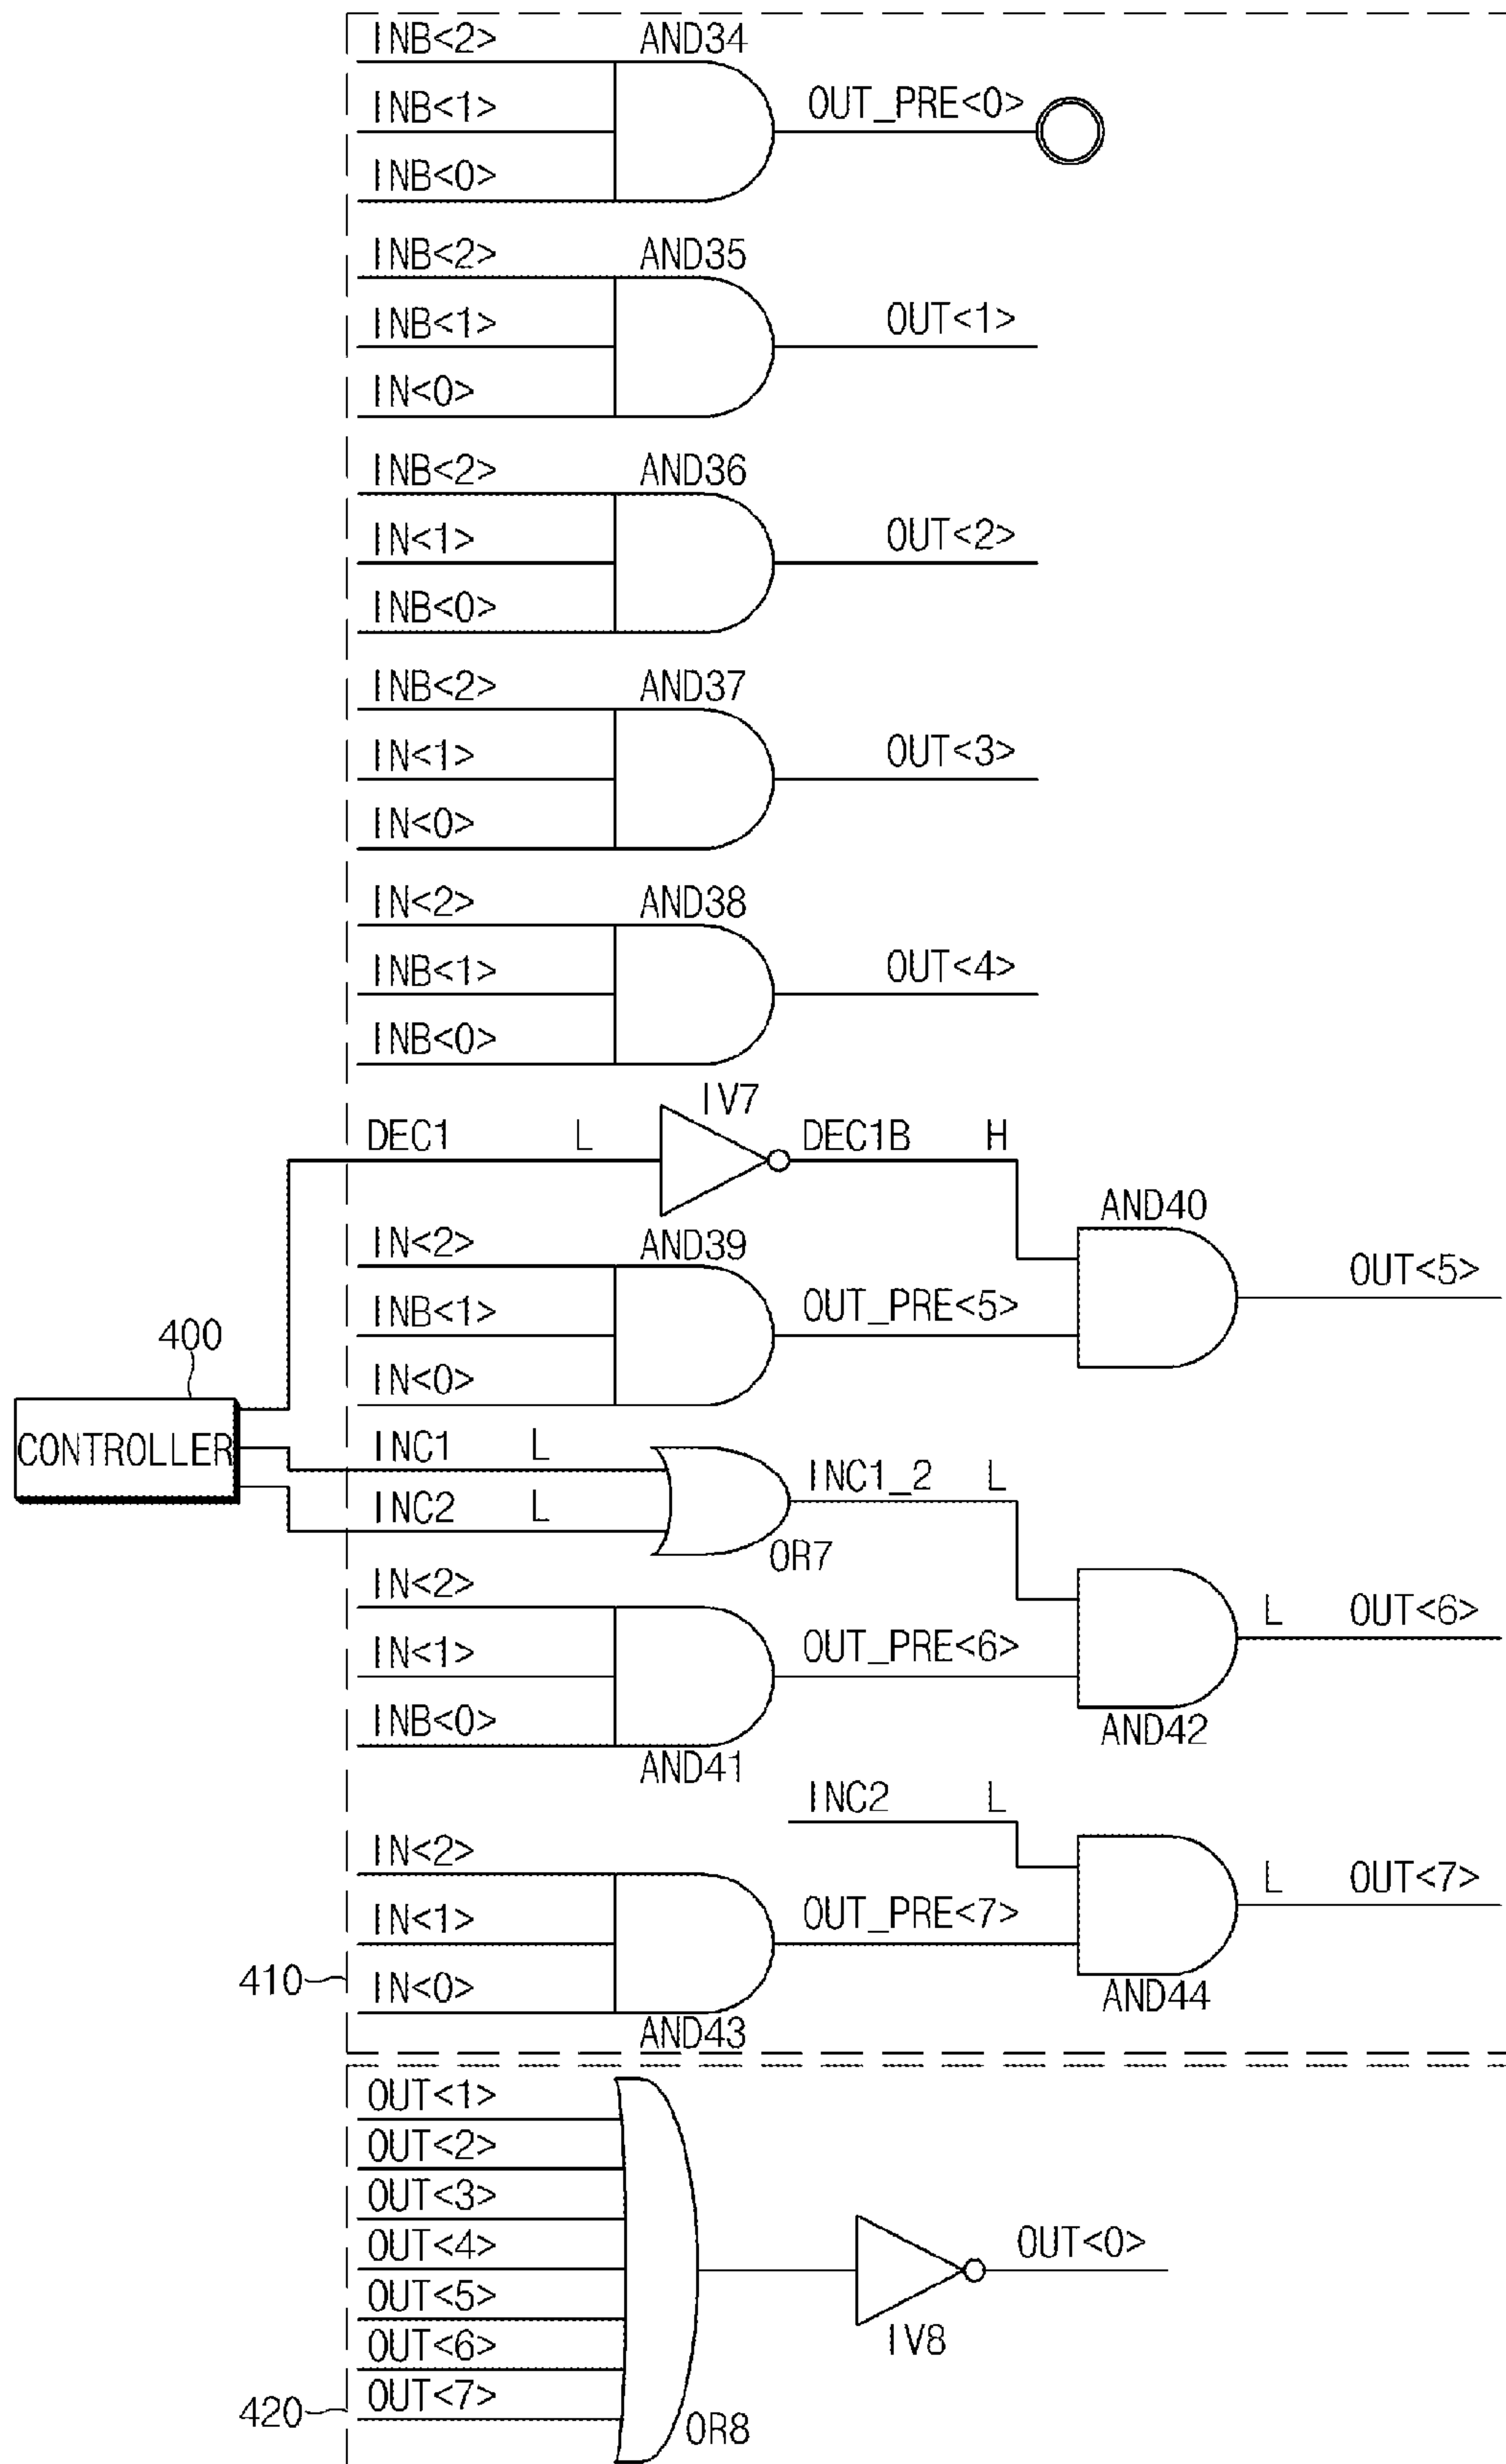 INB<2> AND34
INB<1> OUT_PRE<0>
INB<0>
INB<2> AND35
INB<1> OUT<1>
IN<0>
INB<2> AND36
IN<1> OUT<2>
INB<0>
INB<2> AND37
IN<1> OUT<3>
IN<0>
IN<2> AND38
INB<1> OUT<4>
INB<0>
IV7
DEC1 L DEC1B H
AND40
IN<2> AND39
OUT<5>
INB<1> OUT_PRE<5>
400
IN<0>
CONTROLLER
INC1 L INC1_2 L
INC2 L
OR7
IN<2>
L OUT<6>
IN<1> OUT_PRE<6>
INB<0> AND42
AND41
INC2 L
IN<2>
L OUT<7>
IN<1> OUT_PRE<7>
410
IN<0> AND44
AND43
OUT<1>
OUT<2>
OUT<3>
OUT<4> OUT<0>
OUT<5>
OUT<6> IV8
OUT<7>
420
OR8